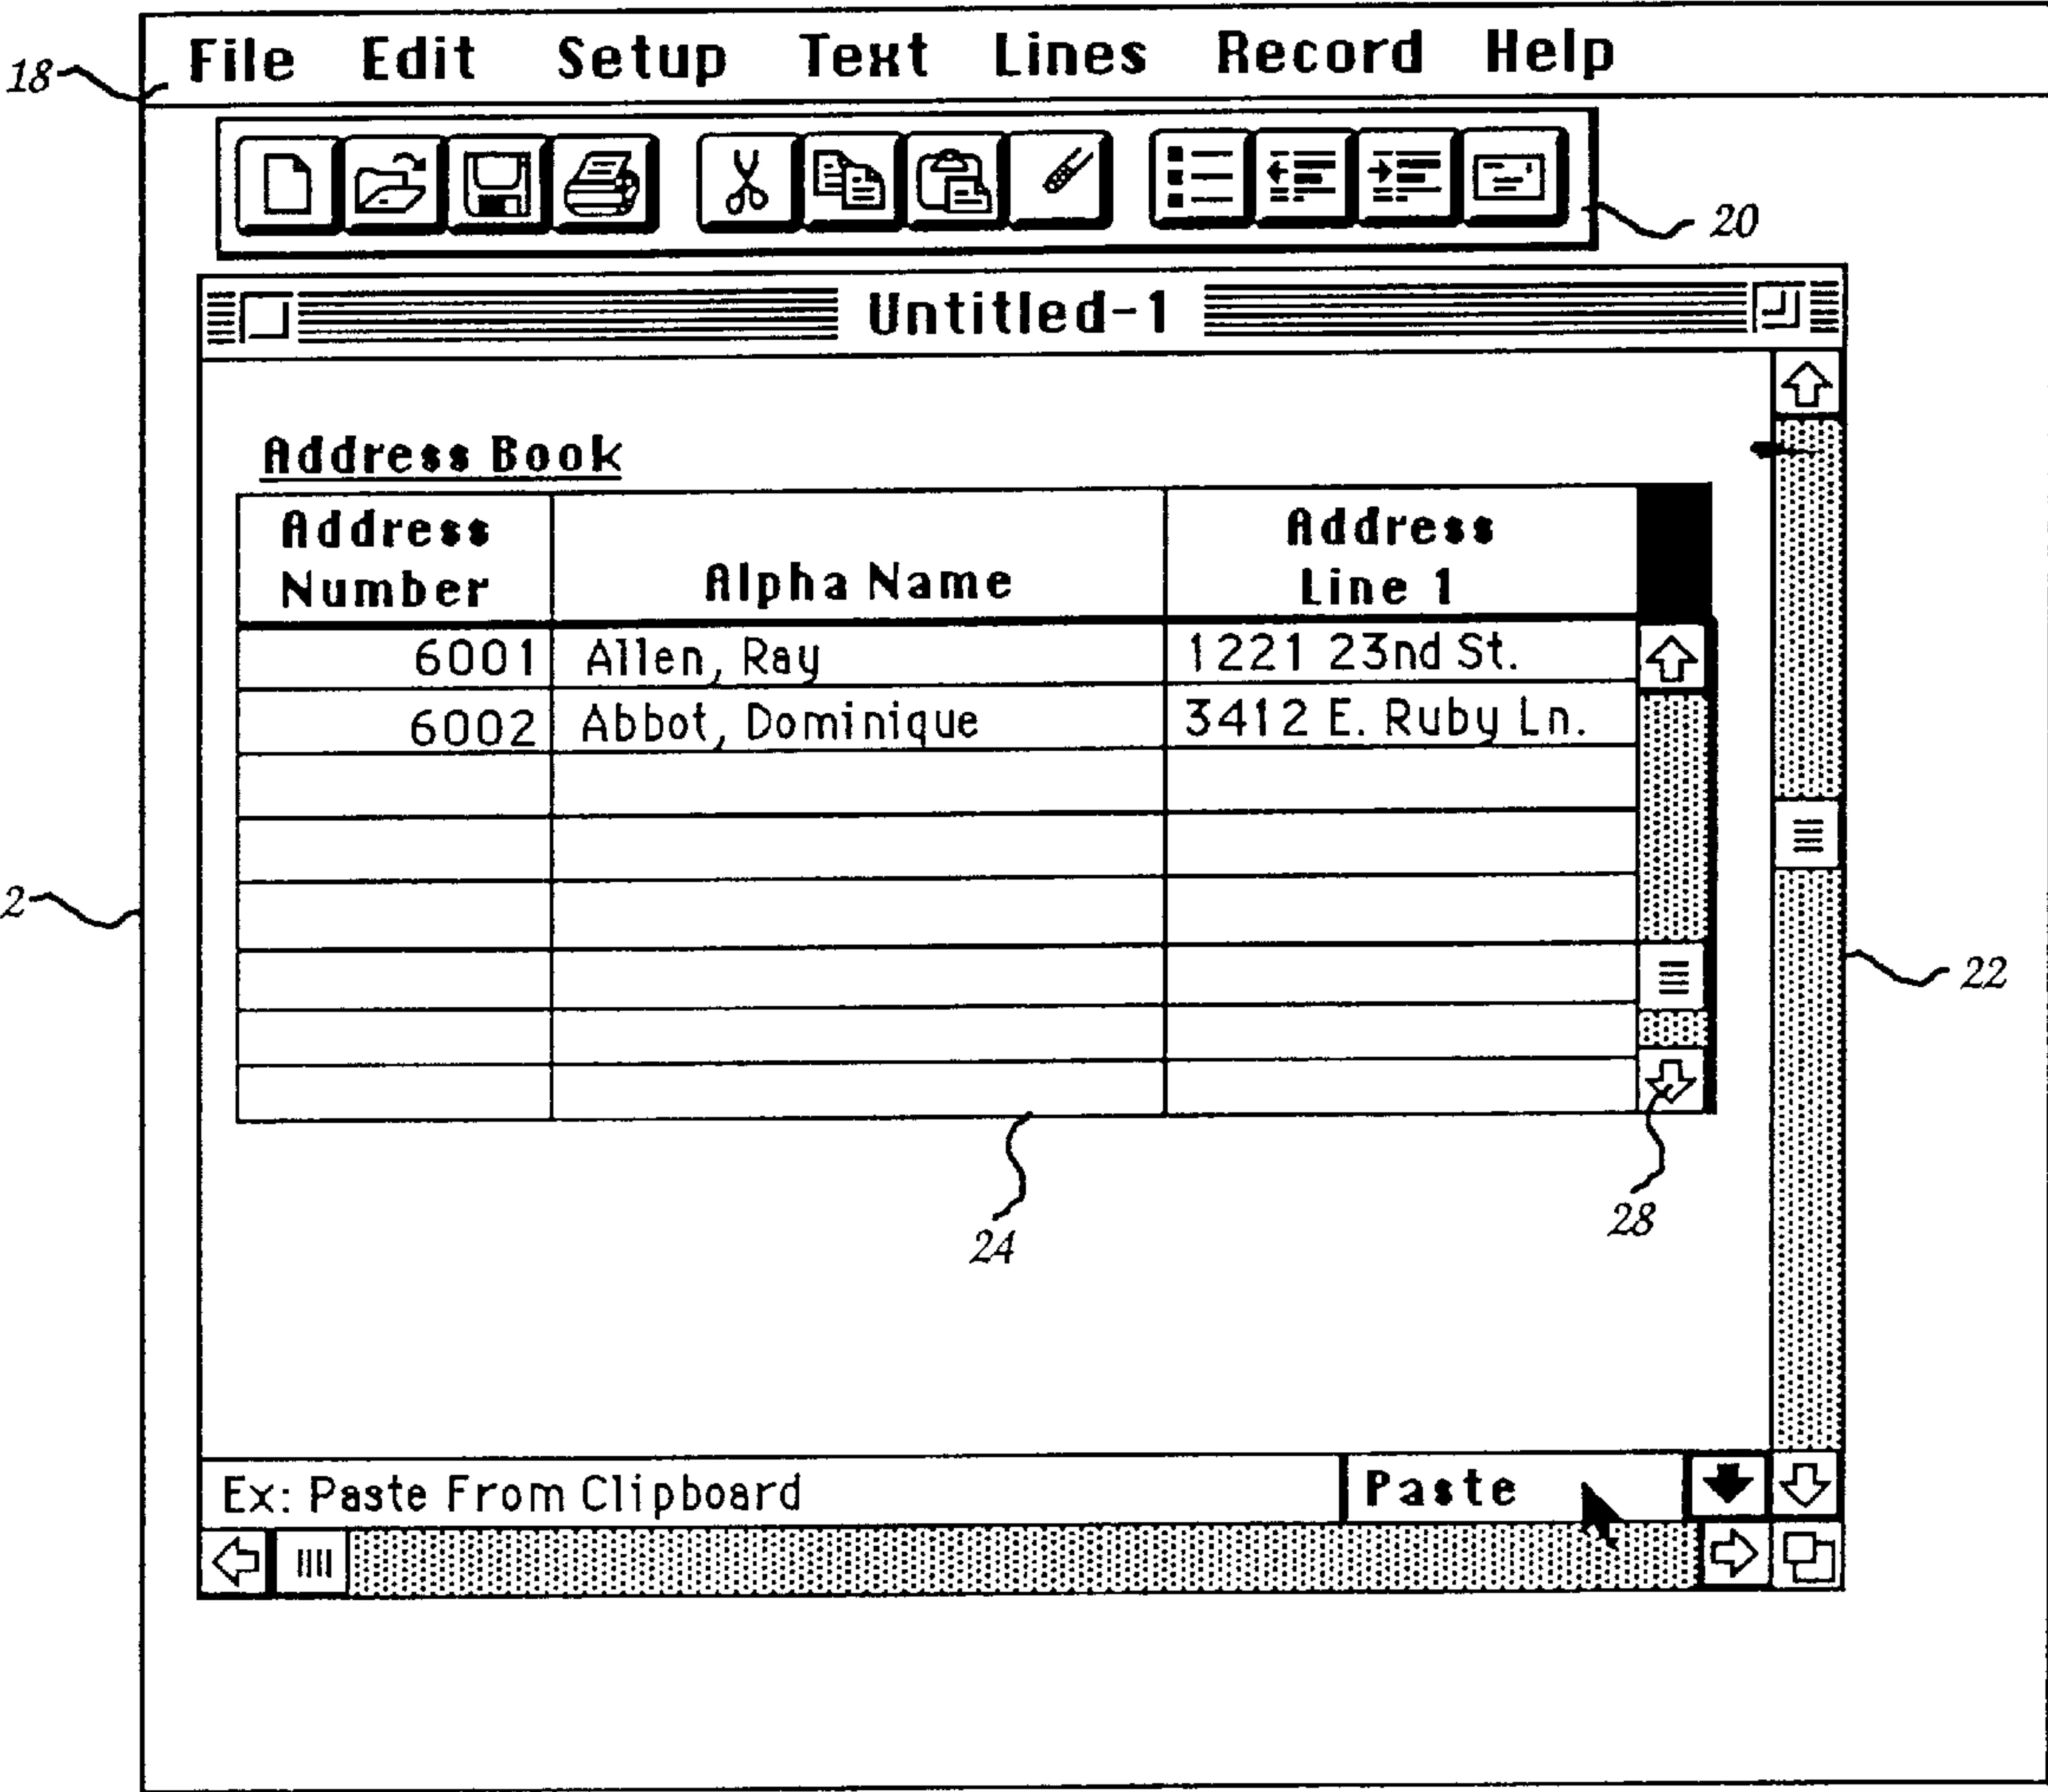 File Edit Setup Text Lines Record Help
18
20
Untitled-1
Address Book
Address Number Alpha Name Address Line 1
6001 Allen, Ray 1221 23nd St.
6002 Abbot, Dominique 3412 E. Ruby Ln.
2
22
24
28
Ex: Paste From Clipboard Paste